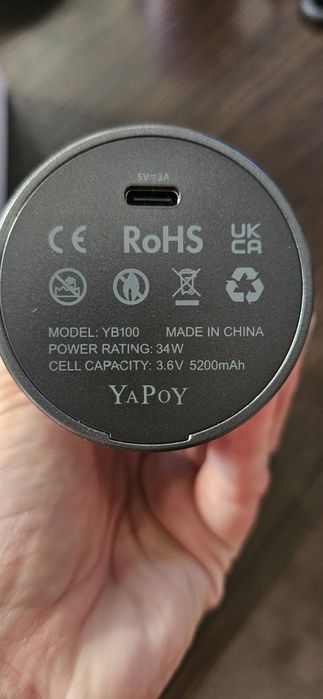 5V⎓2A
CE RoHS UK CA
MODEL: YB100 MADE IN CHINA
POWER RATING: 34W
CELL CAPACITY: 3.6V 5200mAh
YAPOY